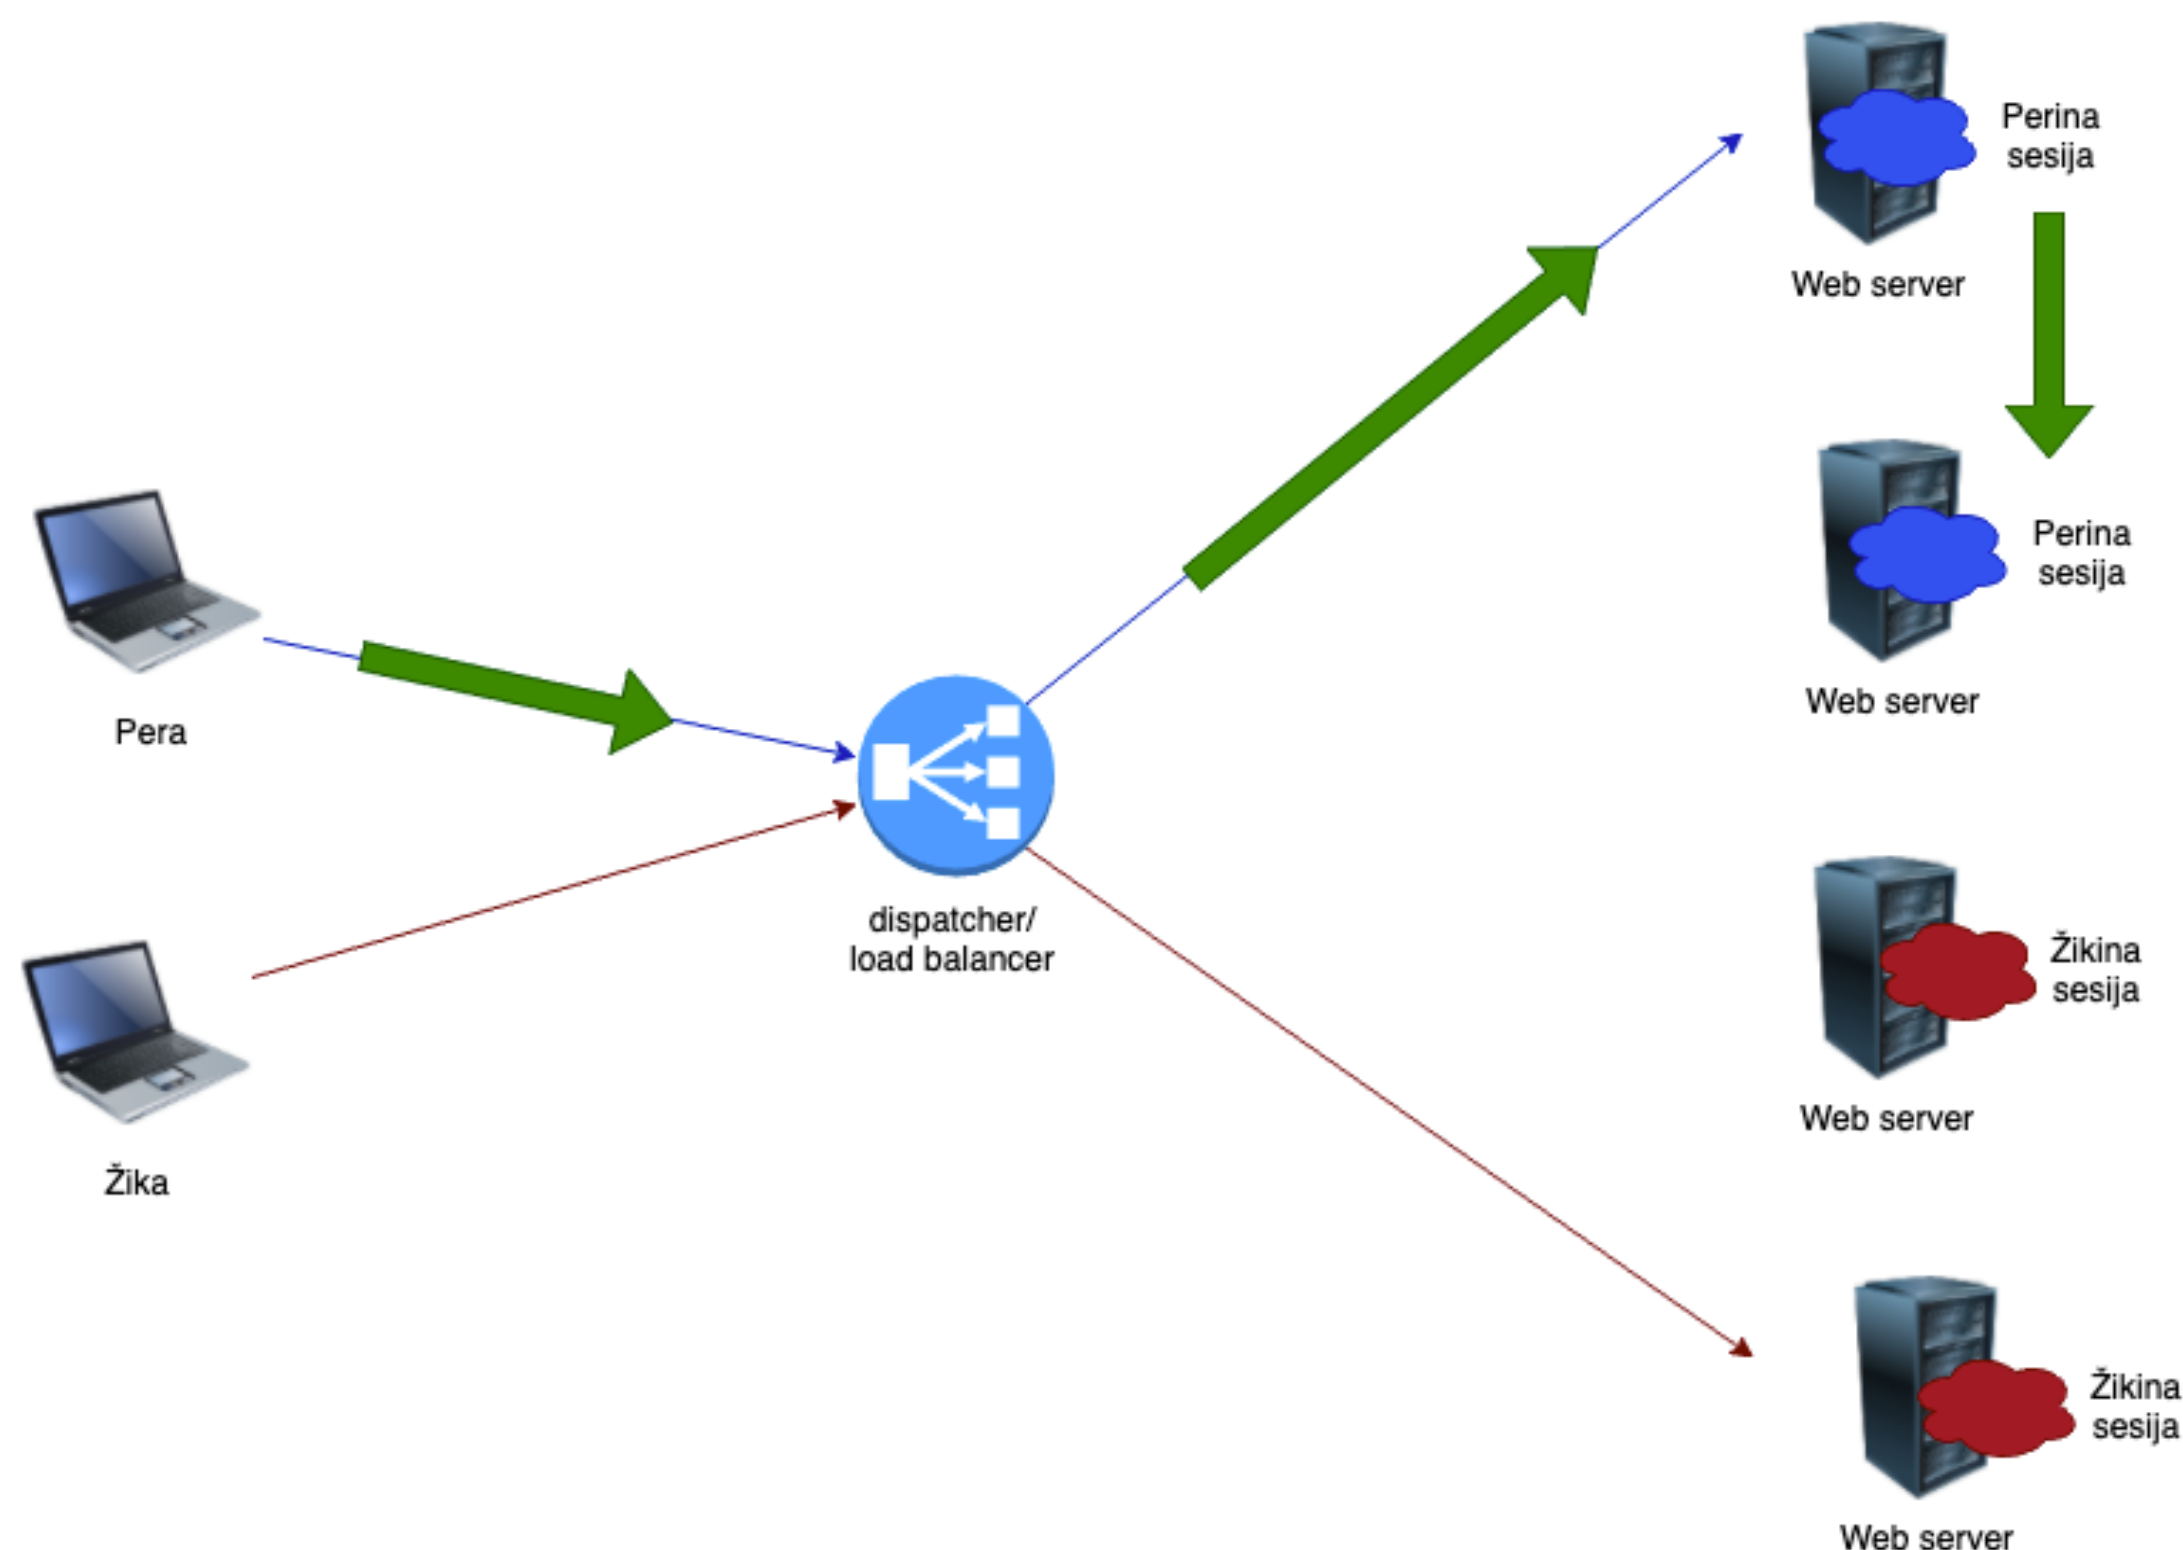 Perina
sesija
Web server
Perina
sesija
Web server
Pera
dispatcher/
load balancer
Žikina
sesija
Web server
Žika
Žikina
sesija
Web server